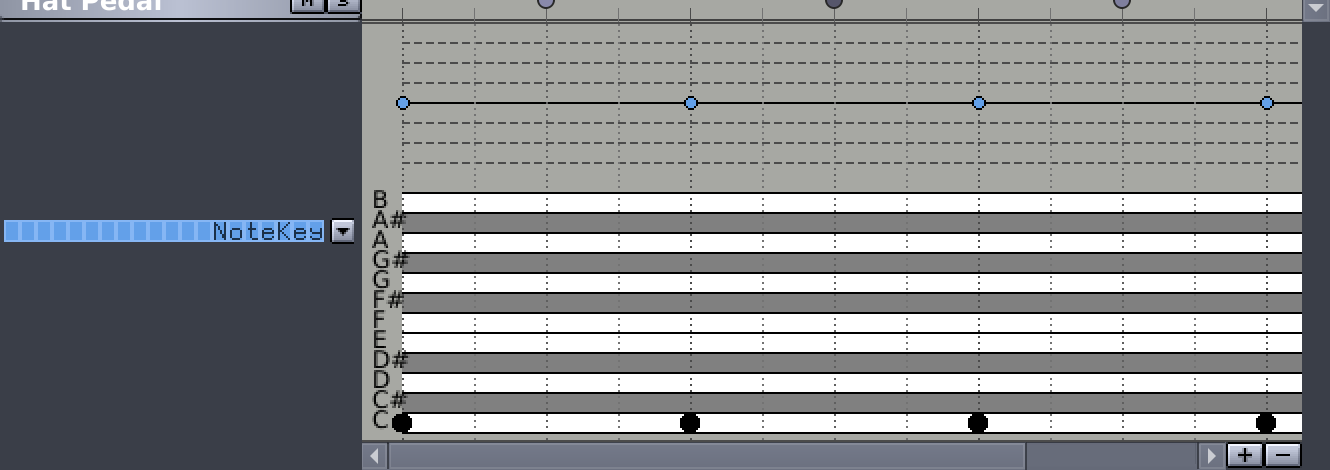 Hat Pedal M S
B
A#
A
NoteKey
G#
G
F#
F
E
D#
D
C#
C
+ −